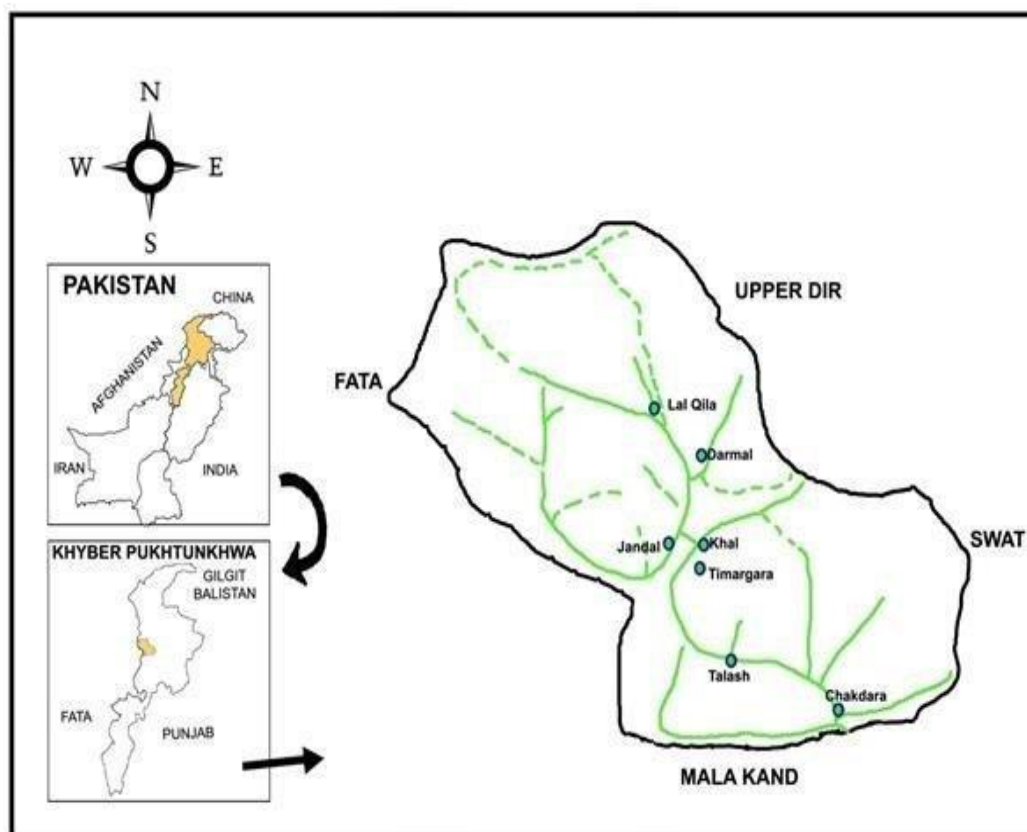 N
W E
S
PAKISTAN
CHINA
AFGHANISTAN
IRAN
INDIA
KHYBER PUKHTUNKHWA
GILGIT
BALISTAN
FATA
PUNJAB
UPPER DIR
FATA
Lal Qila
Darmal
SWAT
Jandal
Khal
Timargara
Talash
Chakdara
MALA KAND